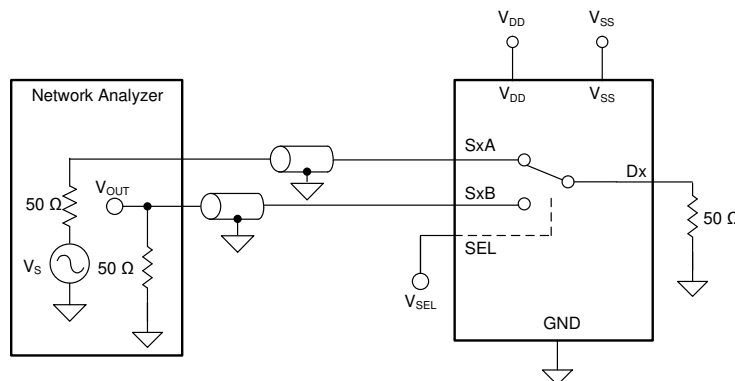 V_DD V_SS
V_DD V_SS
Network Analyzer
SxA
Dx
V_OUT
SxB
50 Ω
50 Ω
SEL
V_S
50 Ω
V_SEL
GND